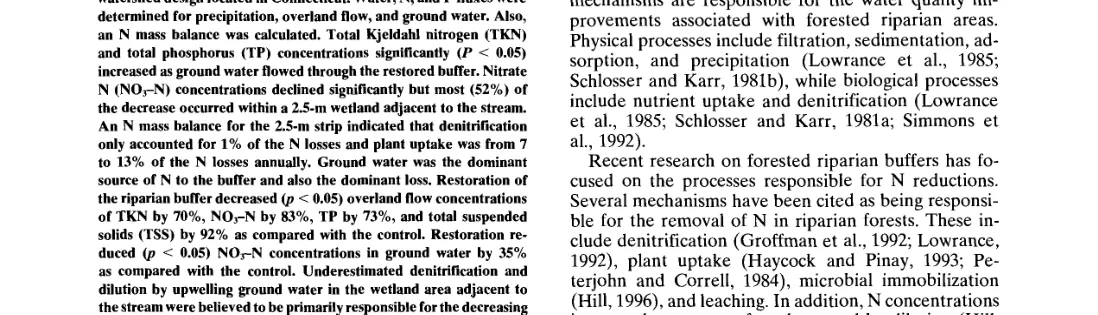 determined for precipitation, overland flow, and ground water. Also,
an N mass balance was calculated. Total Kjeldahl nitrogen (TKN)
and total phosphorus (TP) concentrations significantly (P < 0.05)
increased as ground water flowed through the restored buffer. Nitrate
N (NO₃–N) concentrations declined significantly but most (52%) of
the decrease occurred within a 2.5-m wetland adjacent to the stream.
An N mass balance for the 2.5-m strip indicated that denitrification
only accounted for 1% of the N losses and plant uptake was from 7
to 13% of the N losses annually. Ground water was the dominant
source of N to the buffer and also the dominant loss. Restoration of
the riparian buffer decreased (p < 0.05) overland flow concentrations
of TKN by 70%, NO₃–N by 83%, TP by 73%, and total suspended
solids (TSS) by 92% as compared with the control. Restoration re-
duced (p < 0.05) NO₃–N concentrations in ground water by 35%
as compared with the control. Underestimated denitrification and
dilution by upwelling ground water in the wetland area adjacent to
the stream were believed to be primarily responsible for the decreasing
mechanisms are responsible for the water quality im-
provements associated with forested riparian areas.
Physical processes include filtration, sedimentation, ad-
sorption, and precipitation (Lowrance et al., 1985;
Schlosser and Karr, 1981b), while biological processes
include nutrient uptake and denitrification (Lowrance
et al., 1985; Schlosser and Karr, 1981a; Simmons et
al., 1992).
Recent research on forested riparian buffers has fo-
cused on the processes responsible for N reductions.
Several mechanisms have been cited as being responsi-
ble for the removal of N in riparian forests. These in-
clude denitrification (Groffman et al., 1992; Lowrance,
1992), plant uptake (Haycock and Pinay, 1993; Pe-
terjohn and Correll, 1984), microbial immobilization
(Hill, 1996), and leaching. In addition, N concentrations